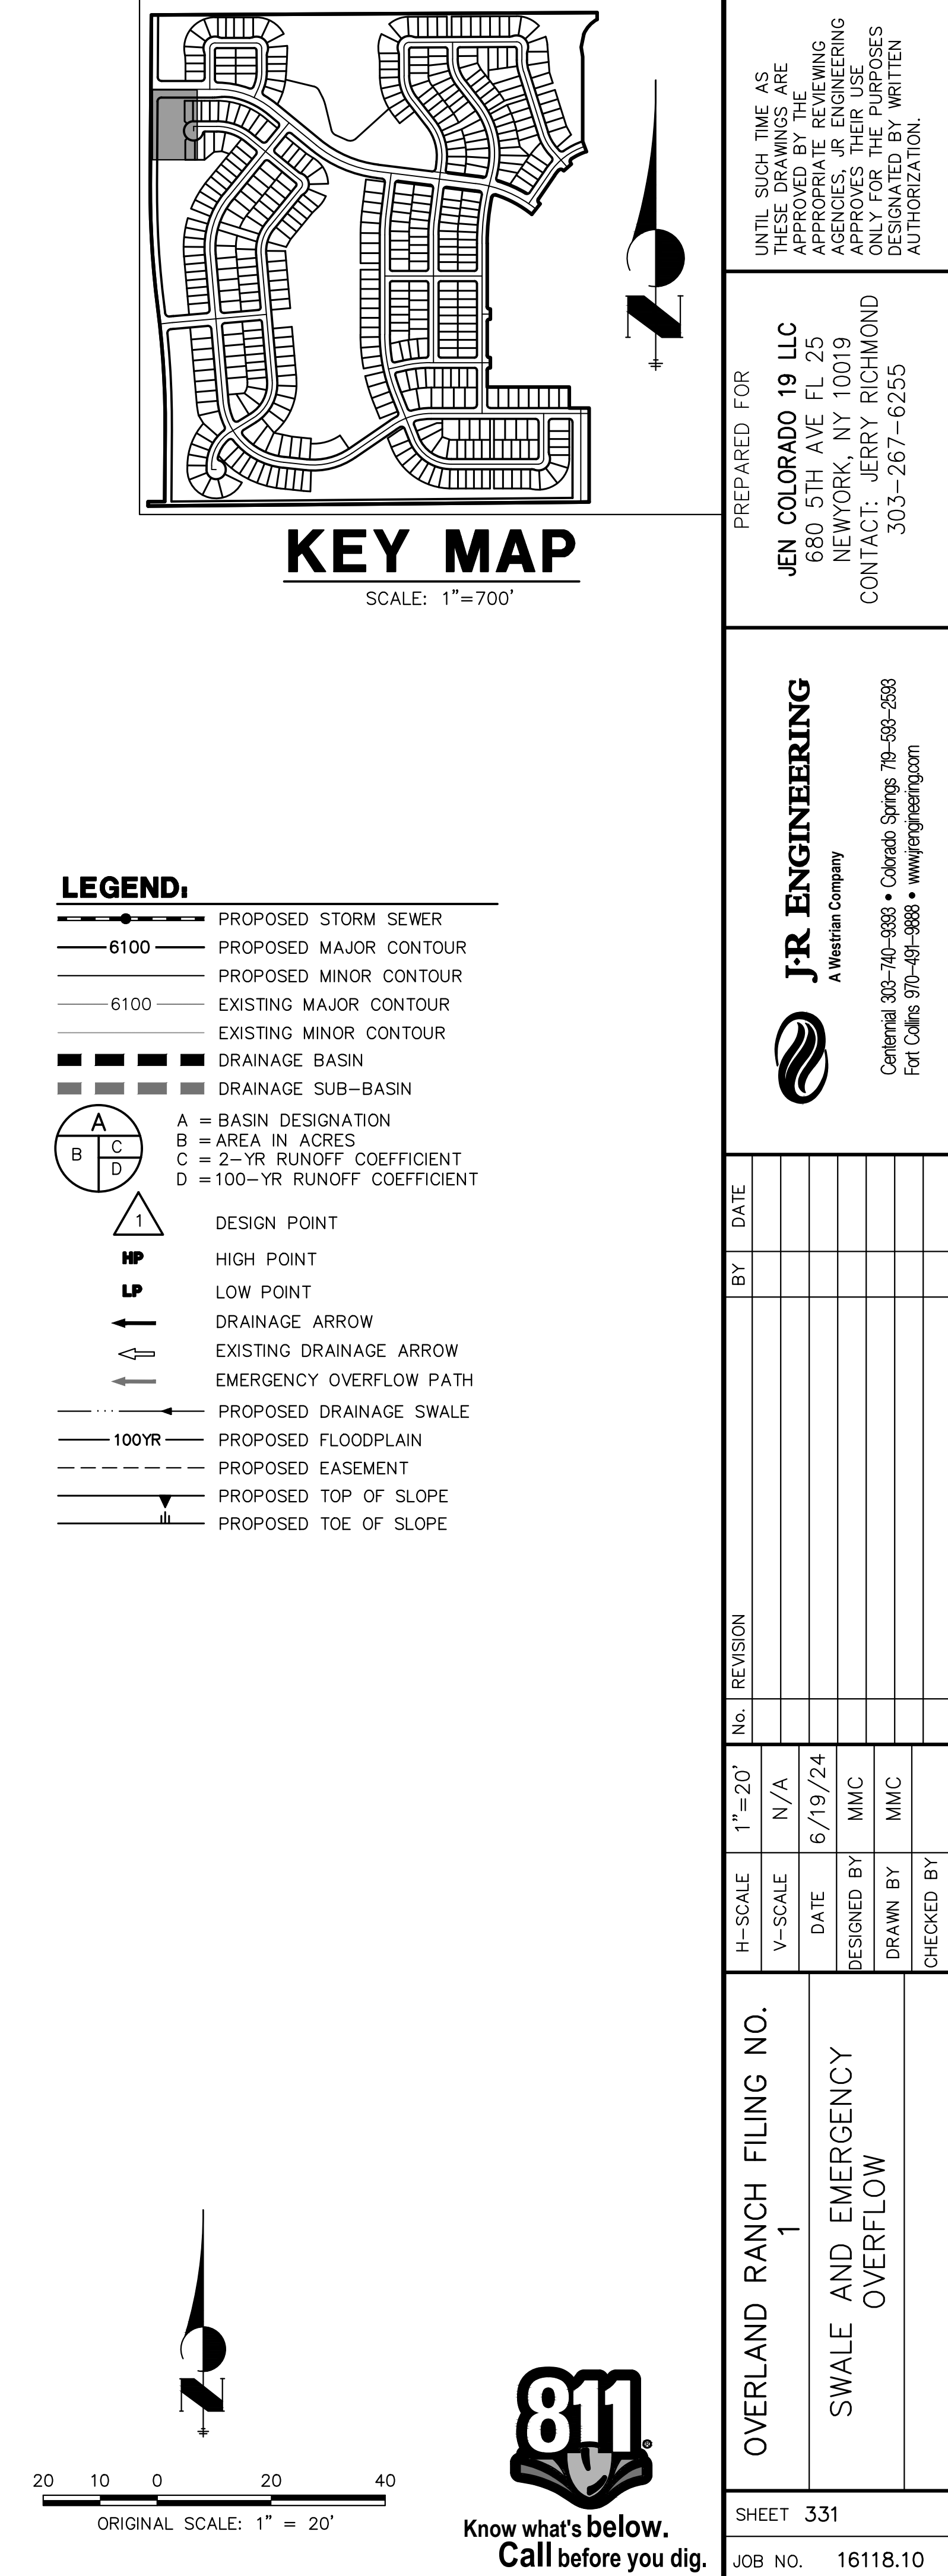 KEY MAP
SCALE: 1"=700'
N
LEGEND:
PROPOSED STORM SEWER
6100 PROPOSED MAJOR CONTOUR
PROPOSED MINOR CONTOUR
6100 EXISTING MAJOR CONTOUR
EXISTING MINOR CONTOUR
DRAINAGE BASIN
DRAINAGE SUB-BASIN
A
B
C
D
A = BASIN DESIGNATION
B = AREA IN ACRES
C = 2-YR RUNOFF COEFFICIENT
D =100-YR RUNOFF COEFFICIENT
1 DESIGN POINT
HP HIGH POINT
LP LOW POINT
DRAINAGE ARROW
EXISTING DRAINAGE ARROW
EMERGENCY OVERFLOW PATH
PROPOSED DRAINAGE SWALE
100YR PROPOSED FLOODPLAIN
PROPOSED EASEMENT
PROPOSED TOP OF SLOPE
PROPOSED TOE OF SLOPE
N
20 10 0 20 40
ORIGINAL SCALE: 1" = 20'
811®
Know what's below.
Call before you dig.
UNTIL SUCH TIME AS
THESE DRAWINGS ARE
APPROVED BY THE
APPROPRIATE REVIEWING
AGENCIES, JR ENGINEERING
APPROVES THEIR USE
ONLY FOR THE PURPOSES
DESIGNATED BY WRITTEN
AUTHORIZATION.
PREPARED FOR
JEN COLORADO 19 LLC
680 5TH AVE FL 25
NEWYORK, NY 10019
CONTACT: JERRY RICHMOND
303-267-6255
J·R ENGINEERING
A Westrian Company
Centennial 303-740-9393 • Colorado Springs 719-593-2593
Fort Collins 970-491-9888 • www.jrengineering.com
No. REVISION BY DATE
H-SCALE 1"=20'
V-SCALE N/A
DATE 6/19/24
DESIGNED BY MMC
DRAWN BY MMC
CHECKED BY
OVERLAND RANCH FILING NO.
1
SWALE AND EMERGENCY
OVERFLOW
SHEET 331
JOB NO. 16118.10